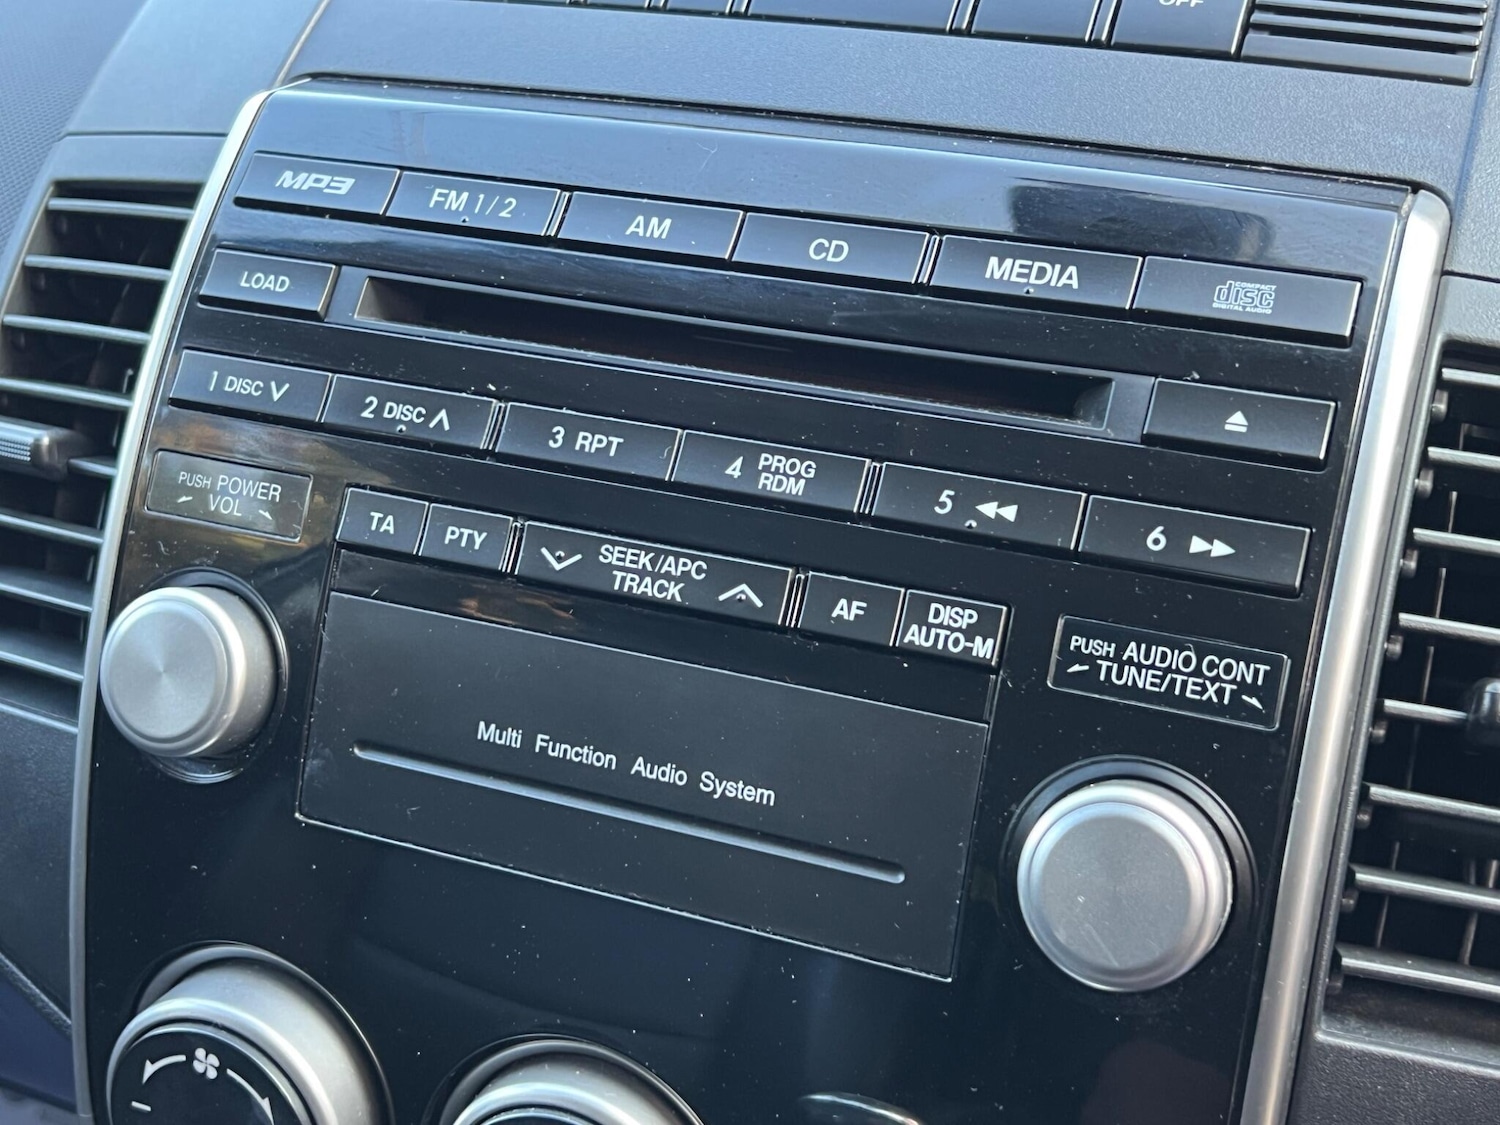 OFF
MP3
FM 1/2
AM
CD
MEDIA
COMPACT
disc
DIGITAL AUDIO
LOAD
1 DISC
2 DISC
3 RPT
4 PROG
RDM
5
6
PUSH POWER
VOL
TA
PTY
SEEK/APC
TRACK
AF
DISP
AUTO-M
PUSH AUDIO CONT
TUNE/TEXT
Multi Function Audio System